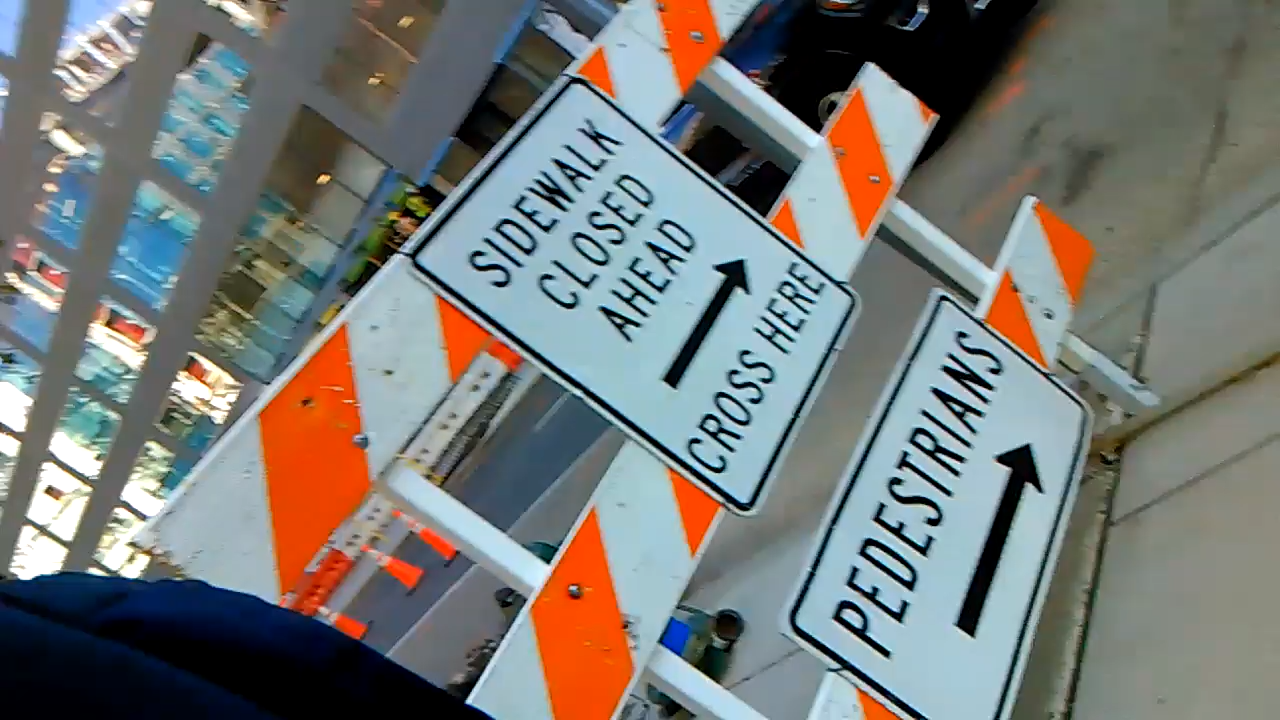 SIDEWALK
CLOSED
AHEAD
CROSS HERE
PEDESTRIANS